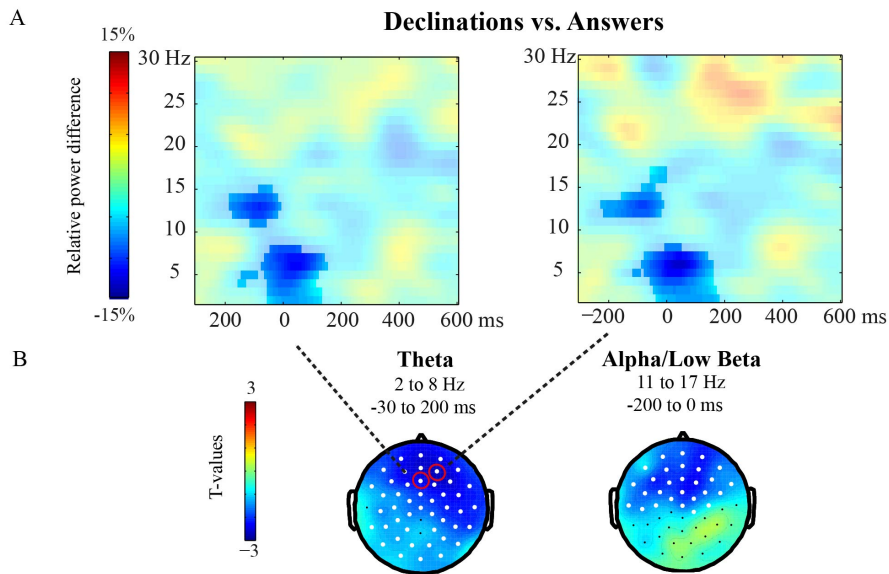 A
Declinations vs. Answers
15%
Relative power difference
-15%
30 Hz
25
20
15
10
5
200 0 200 400 600 ms
30 Hz
25
20
15
10
5
−200 0 200 400 600 ms
B
Theta
2 to 8 Hz
-30 to 200 ms
Alpha/Low Beta
11 to 17 Hz
-200 to 0 ms
3
T-values
−3